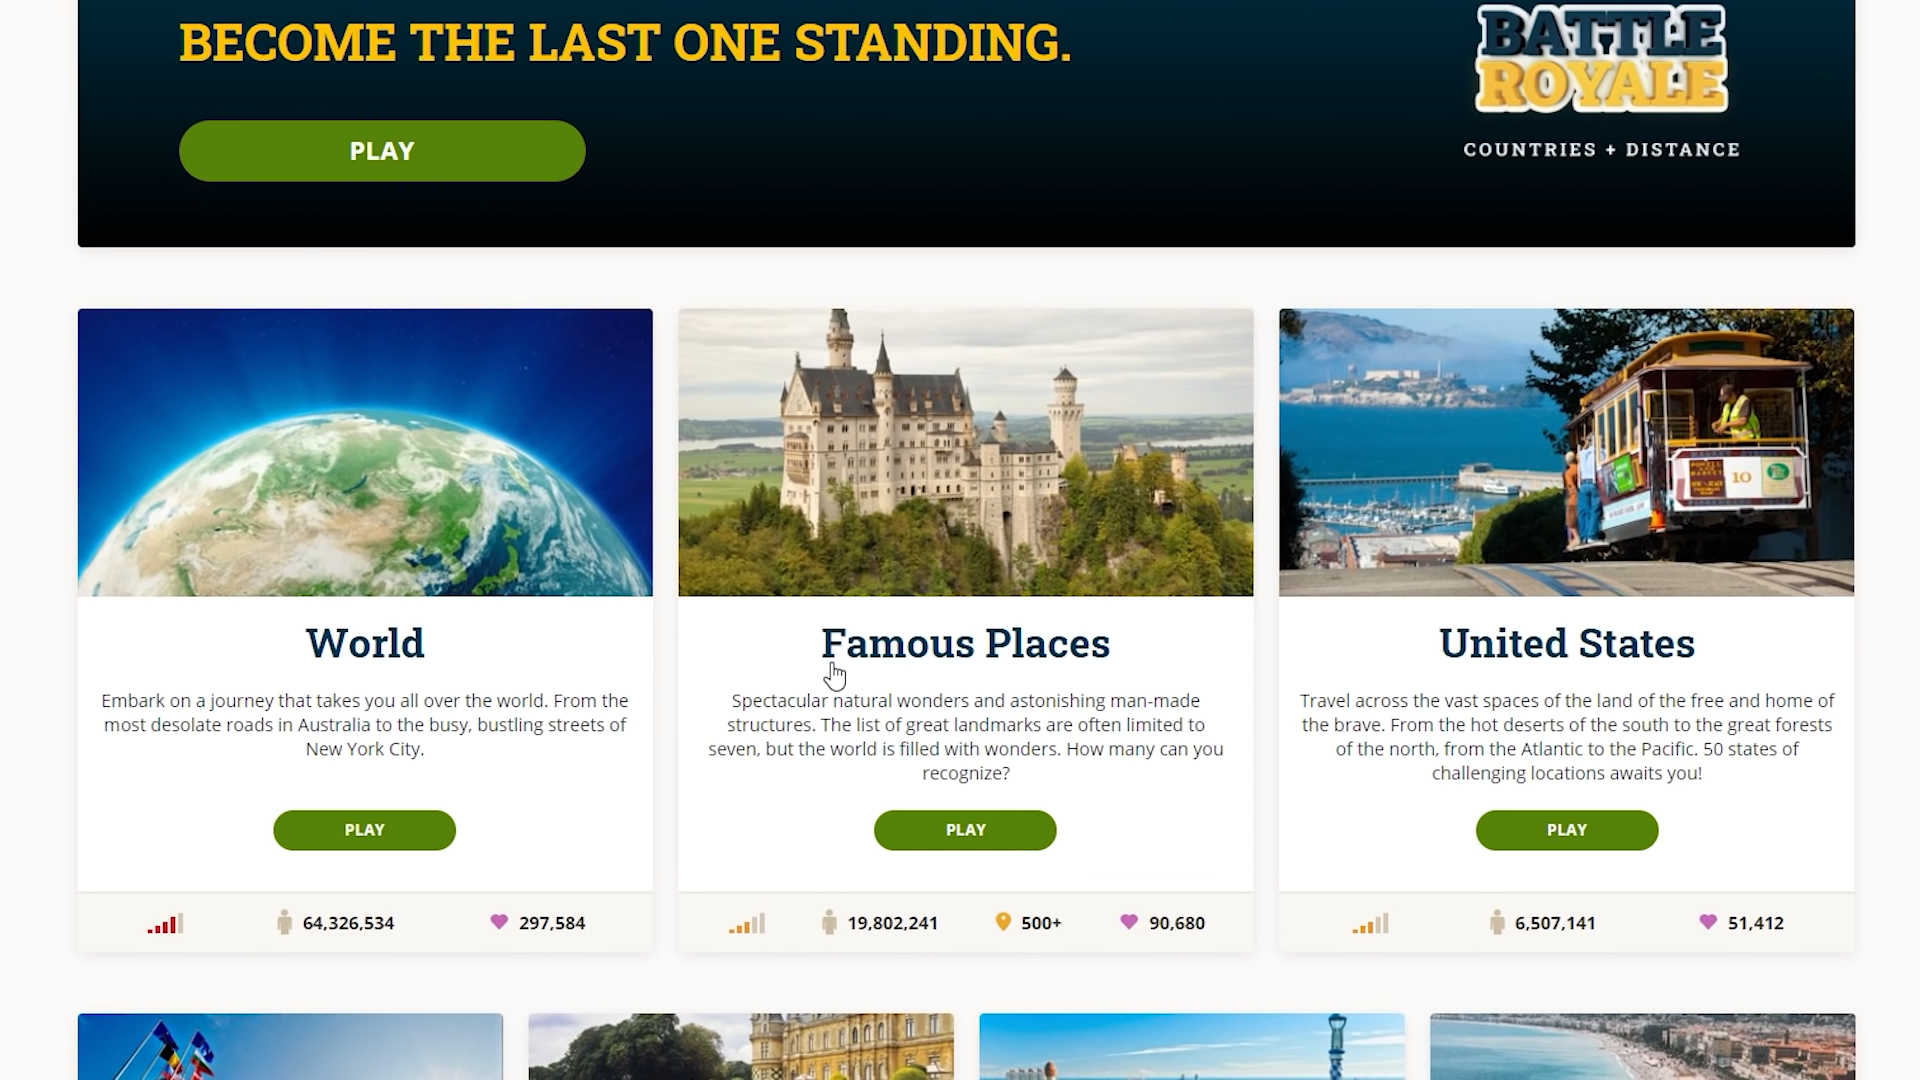 BECOME THE LAST ONE STANDING.
PLAY
BATTLE
ROYALE
COUNTRIES + DISTANCE
World
Embark on a journey that takes you all over the world. From the
most desolate roads in Australia to the busy, bustling streets of
New York City.
PLAY
64,326,534 297,584
Famous Places
Spectacular natural wonders and astonishing man-made
structures. The list of great landmarks are often limited to
seven, but the world is filled with wonders. How many can you
recognize?
PLAY
19,802,241 500+ 90,680
United States
Travel across the vast spaces of the land of the free and home of
the brave. From the hot deserts of the south to the great forests
of the north, from the Atlantic to the Pacific. 50 states of
challenging locations awaits you!
10
PLAY
6,507,141 51,412